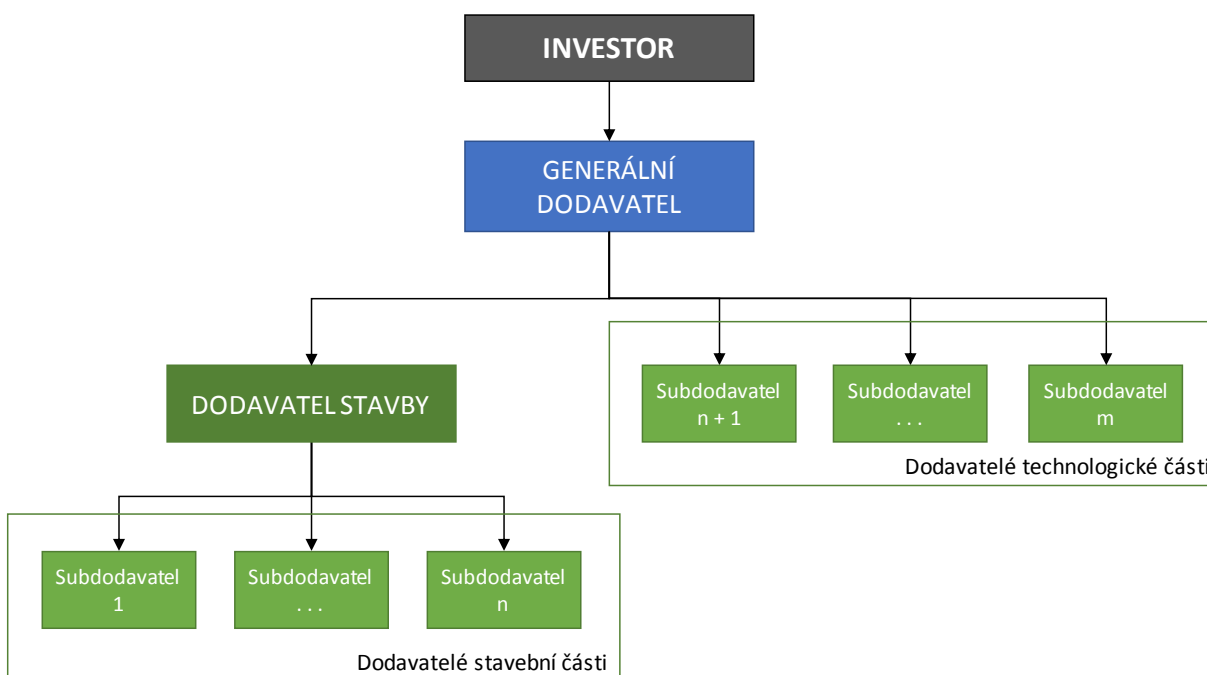 INVESTOR
GENERÁLNÍ
DODAVATEL
DODAVATEL STAVBY
Subdodavatel
n + 1
Subdodavatel
. . .
Subdodavatel
m
Dodavatelé technologické části
Subdodavatel
1
Subdodavatel
. . .
Subdodavatel
n
Dodavatelé stavební části